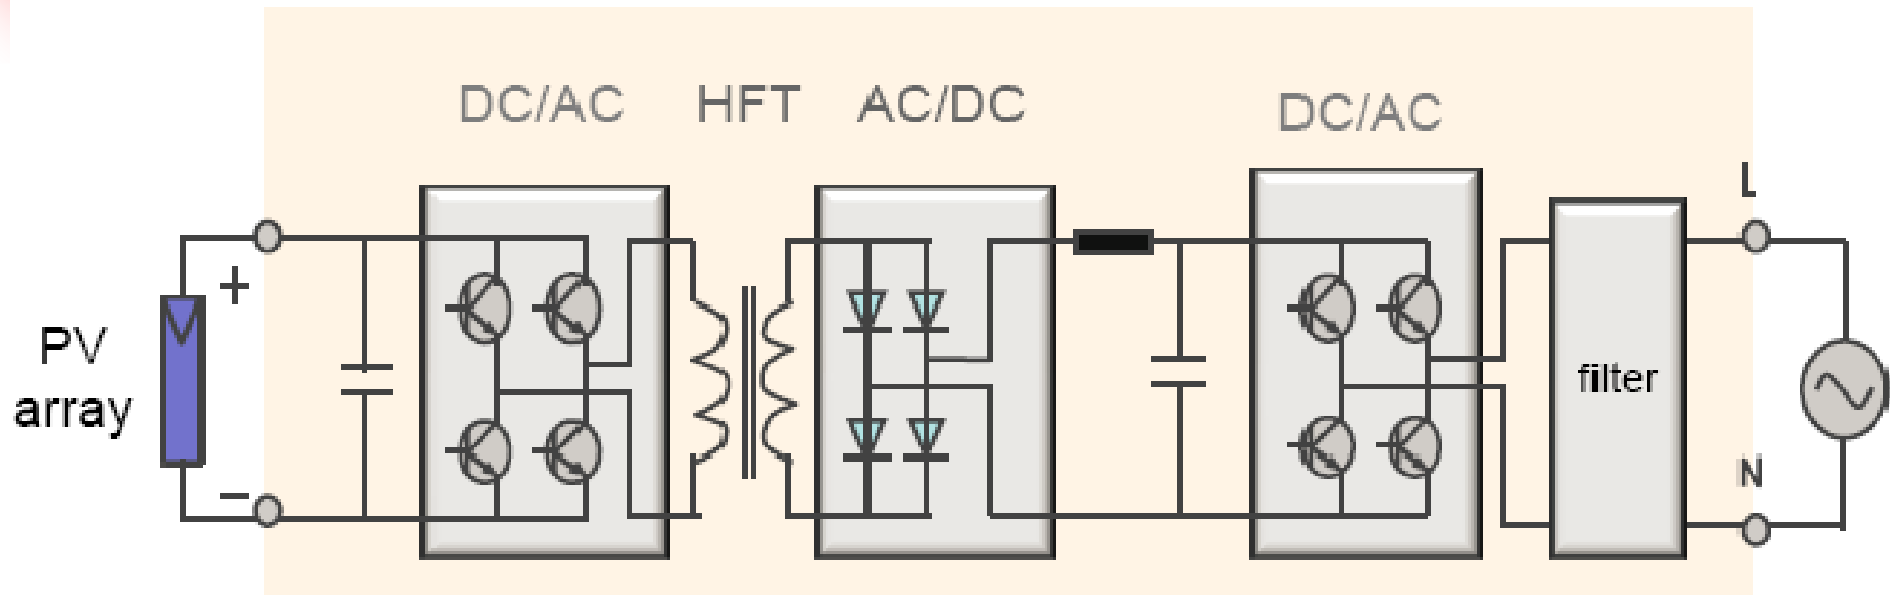 DC/AC
HFT
AC/DC
DC/AC
L
+
PV
array
filter
N
−